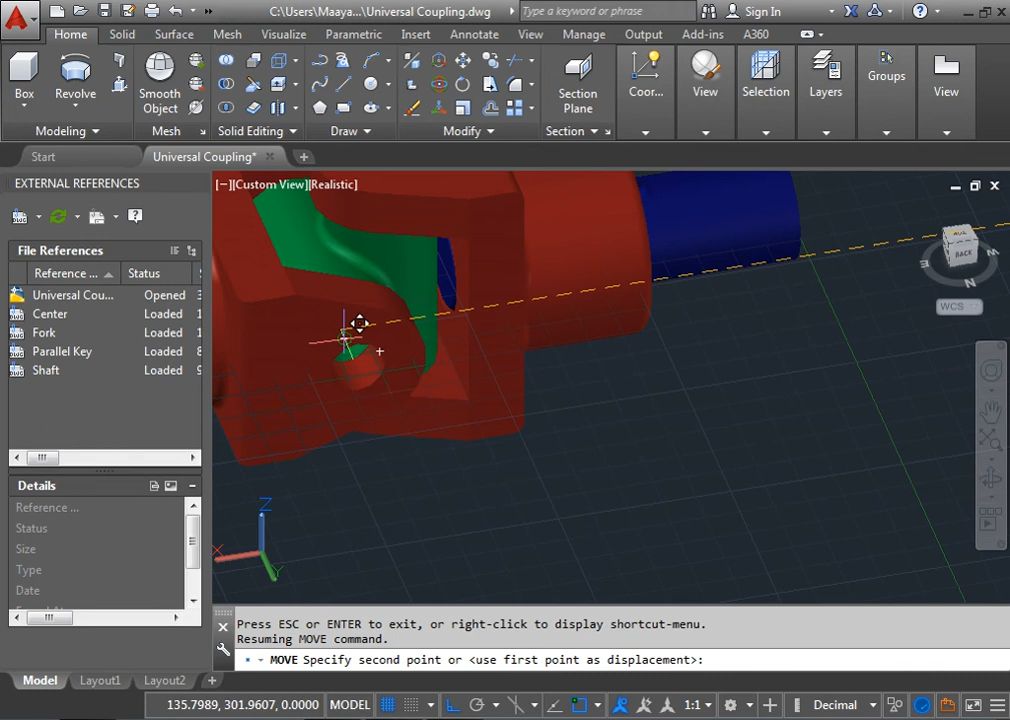 C:\Users\Maaya...\Universal Coupling.dwg
Type a keyword or phrase
Sign In
Home Solid Surface Mesh Visualize Parametric Insert Annotate View Manage Output Add-ins A360
Box Revolve Smooth Object Section Plane Coor... View Selection Layers Groups View
Modeling Mesh Solid Editing Draw Modify Section
Start Universal Coupling*
EXTERNAL REFERENCES
[−][Custom View][Realistic]
File References
Reference ... Status
Universal Cou... Opened
Center Loaded
Fork Loaded
Parallel Key Loaded
Shaft Loaded
BACK
E N
WCS
Details
Reference ...
Status
Size
Type
Date
X Y Z
Press ESC or ENTER to exit, or right-click to display shortcut-menu.
Resuming MOVE command.
MOVE Specify second point or <use first point as displacement>:
Model Layout1 Layout2 +
135.7989, 301.9607, 0.0000 MODEL 1:1 Decimal